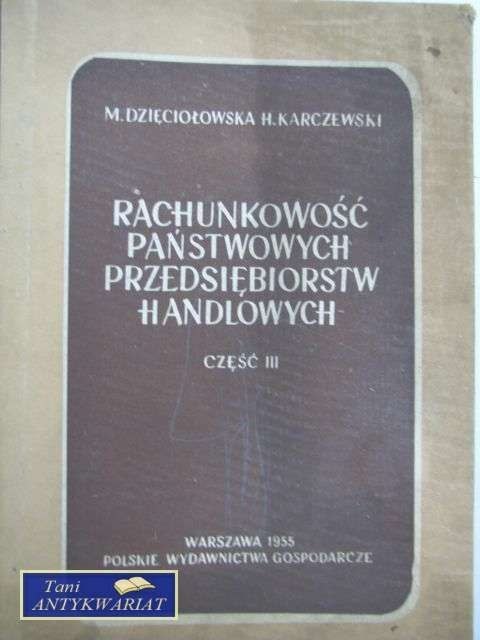 M. DZIĘCIOŁOWSKA H. KARCZEWSKI
RACHUNKOWOŚĆ
PAŃSTWOWYCH
PRZEDSIĘBIORSTW
HANDLOWYCH
CZĘŚĆ III
WARSZAWA 1955
POLSKIE WYDAWNICTWA GOSPODARCZE
Tani
ANTYKWARIAT